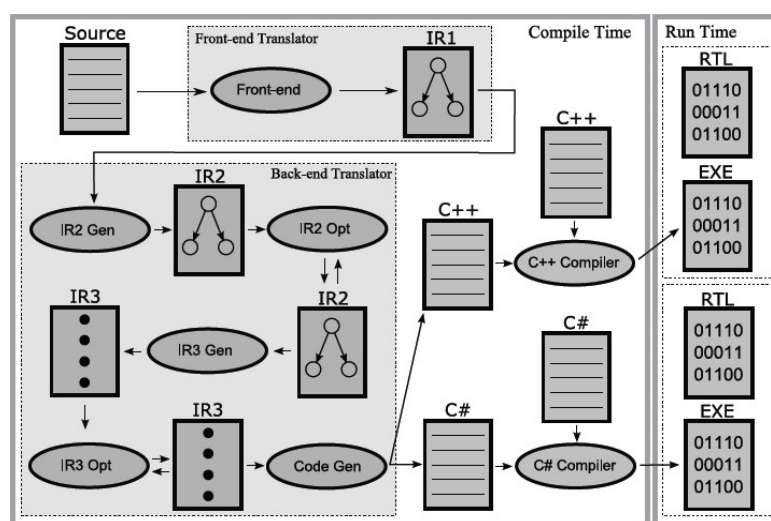 Source
Front-end Translator
IR1
Compile Time
Run Time
RTL
Front-end
01110
00011
01100
C++
EXE
01110
00011
01100
Back-end Translator
IR2
C++
IR2 Gen
IR2 Opt
C++ Compiler
IR3
IR2
RTL
01110
00011
01100
C#
IR3 Gen
IR3
C#
EXE
01110
00011
01100
IR3 Opt
Code Gen
C# Compiler